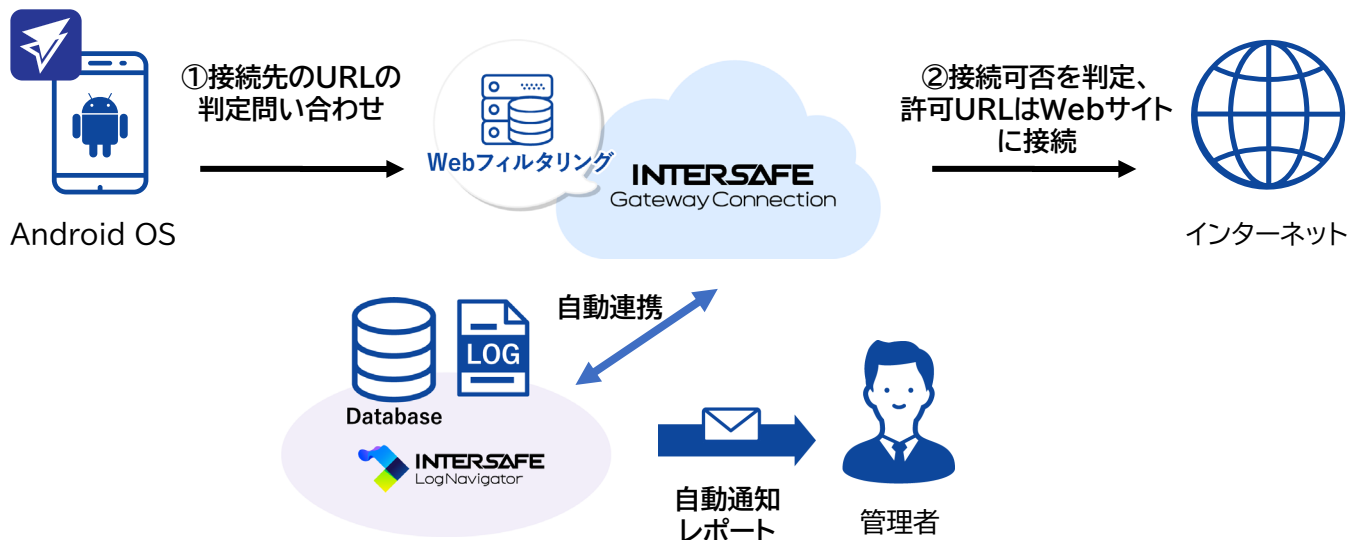 ①接続先のURLの
判定問い合わせ
Webフィルタリング
INTERSAFE
Gateway Connection
②接続可否を判定、
許可URLはWebサイト
に接続
Android OS
インターネット
自動連携
LOG
Database
INTERSAFE
LogNavigator
自動通知
レポート
管理者